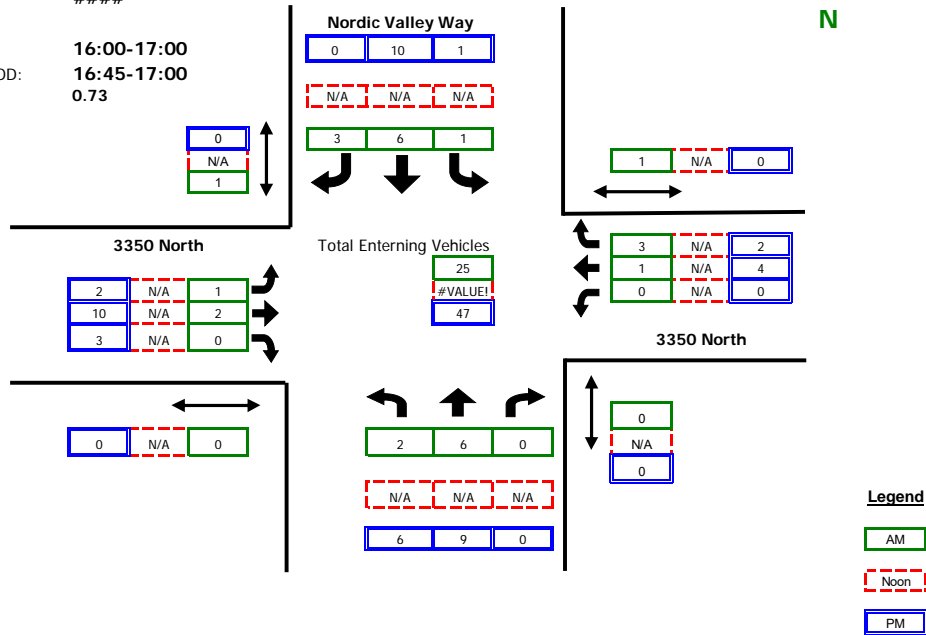 ####
Nordic Valley Way
N
0 10 1
16:00-17:00
OD: 16:45-17:00
0.73
N/A N/A N/A
0
3 6 1
N/A
1 N/A 0
1
3350 North
Total Enterning Vehicles
3 N/A 2
25
1 N/A 4
2 N/A 1
#VALUE!
0 N/A 0
10 N/A 2
47
3 N/A 0
3350 North
0
0 N/A 0
2 6 0
N/A
0
N/A N/A N/A
Legend
6 9 0
AM
Noon
PM